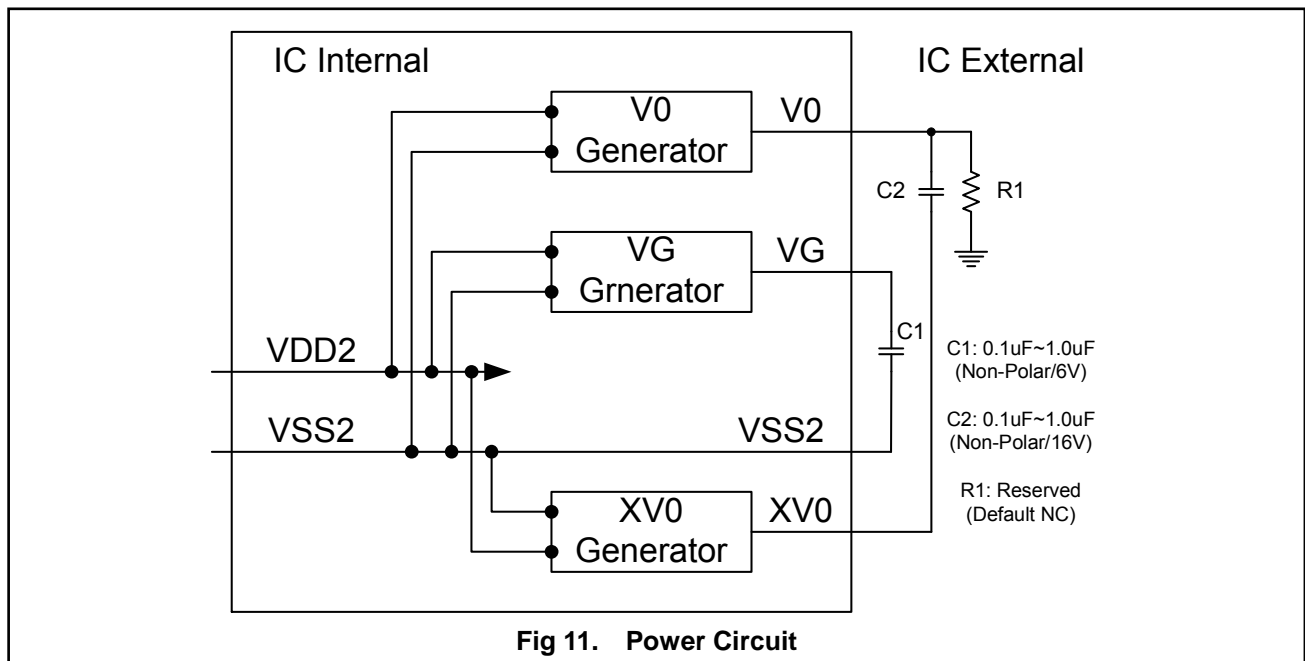 IC Internal
IC External
V0
Generator
V0
C2
R1
VG
Grnerator
VG
C1
VDD2
C1: 0.1uF~1.0uF
(Non-Polar/6V)
VSS2
VSS2
C2: 0.1uF~1.0uF
(Non-Polar/16V)
XV0
Generator
XV0
R1: Reserved
(Default NC)
Fig 11. Power Circuit